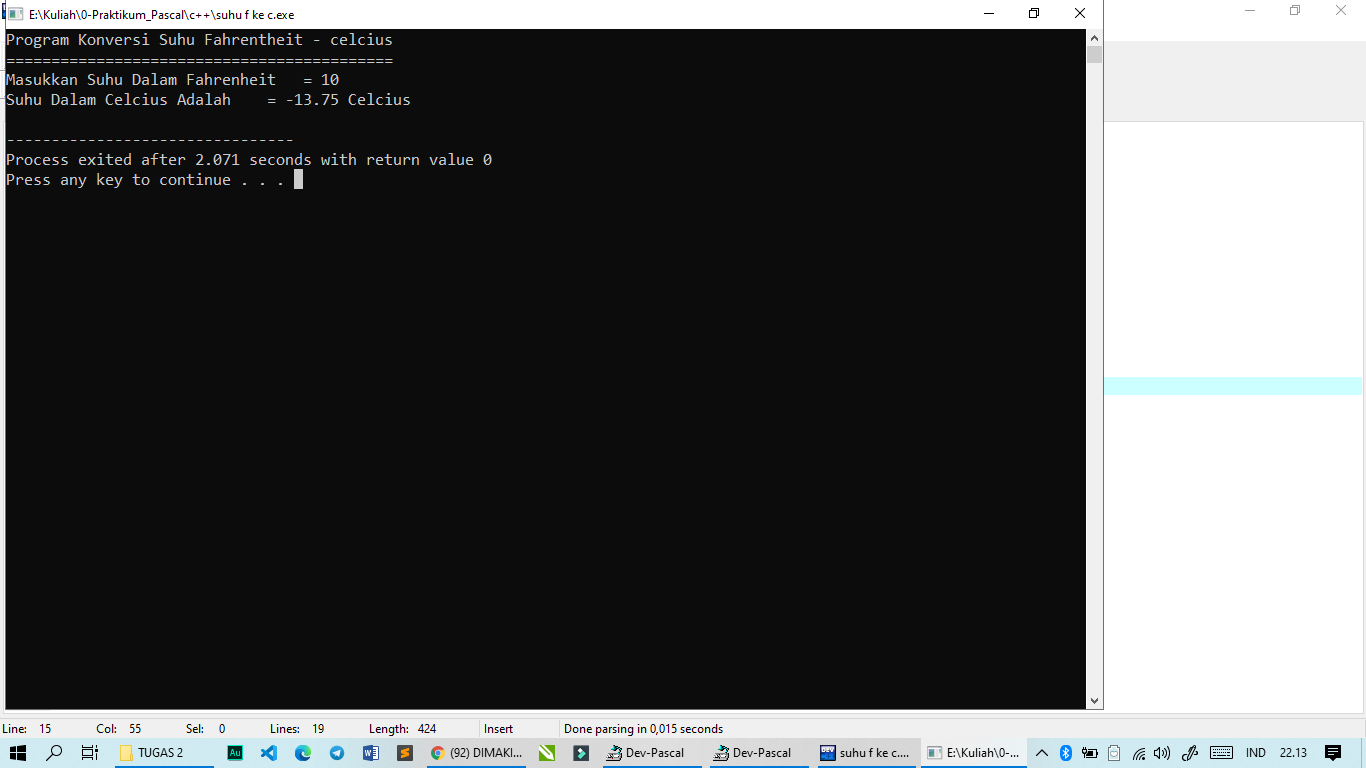 E:\Kuliah\0-Praktikum_Pascal\c++\suhu f ke c.exe
Program Konversi Suhu Fahrentheit - celcius
===========================================
Masukkan Suhu Dalam Fahrenheit   = 10
Suhu Dalam Celcius Adalah    = -13.75 Celcius
--------------------------------
Process exited after 2.071 seconds with return value 0
Press any key to continue . . .
Line: 15 Col: 55 Sel: 0 Lines: 19 Length: 424 Insert Done parsing in 0,015 seconds
TUGAS 2 Au (92) DIMAKI... Dev-Pascal Dev-Pascal DEV suhu f ke c.... E:\Kuliah\0-... IND 22.13